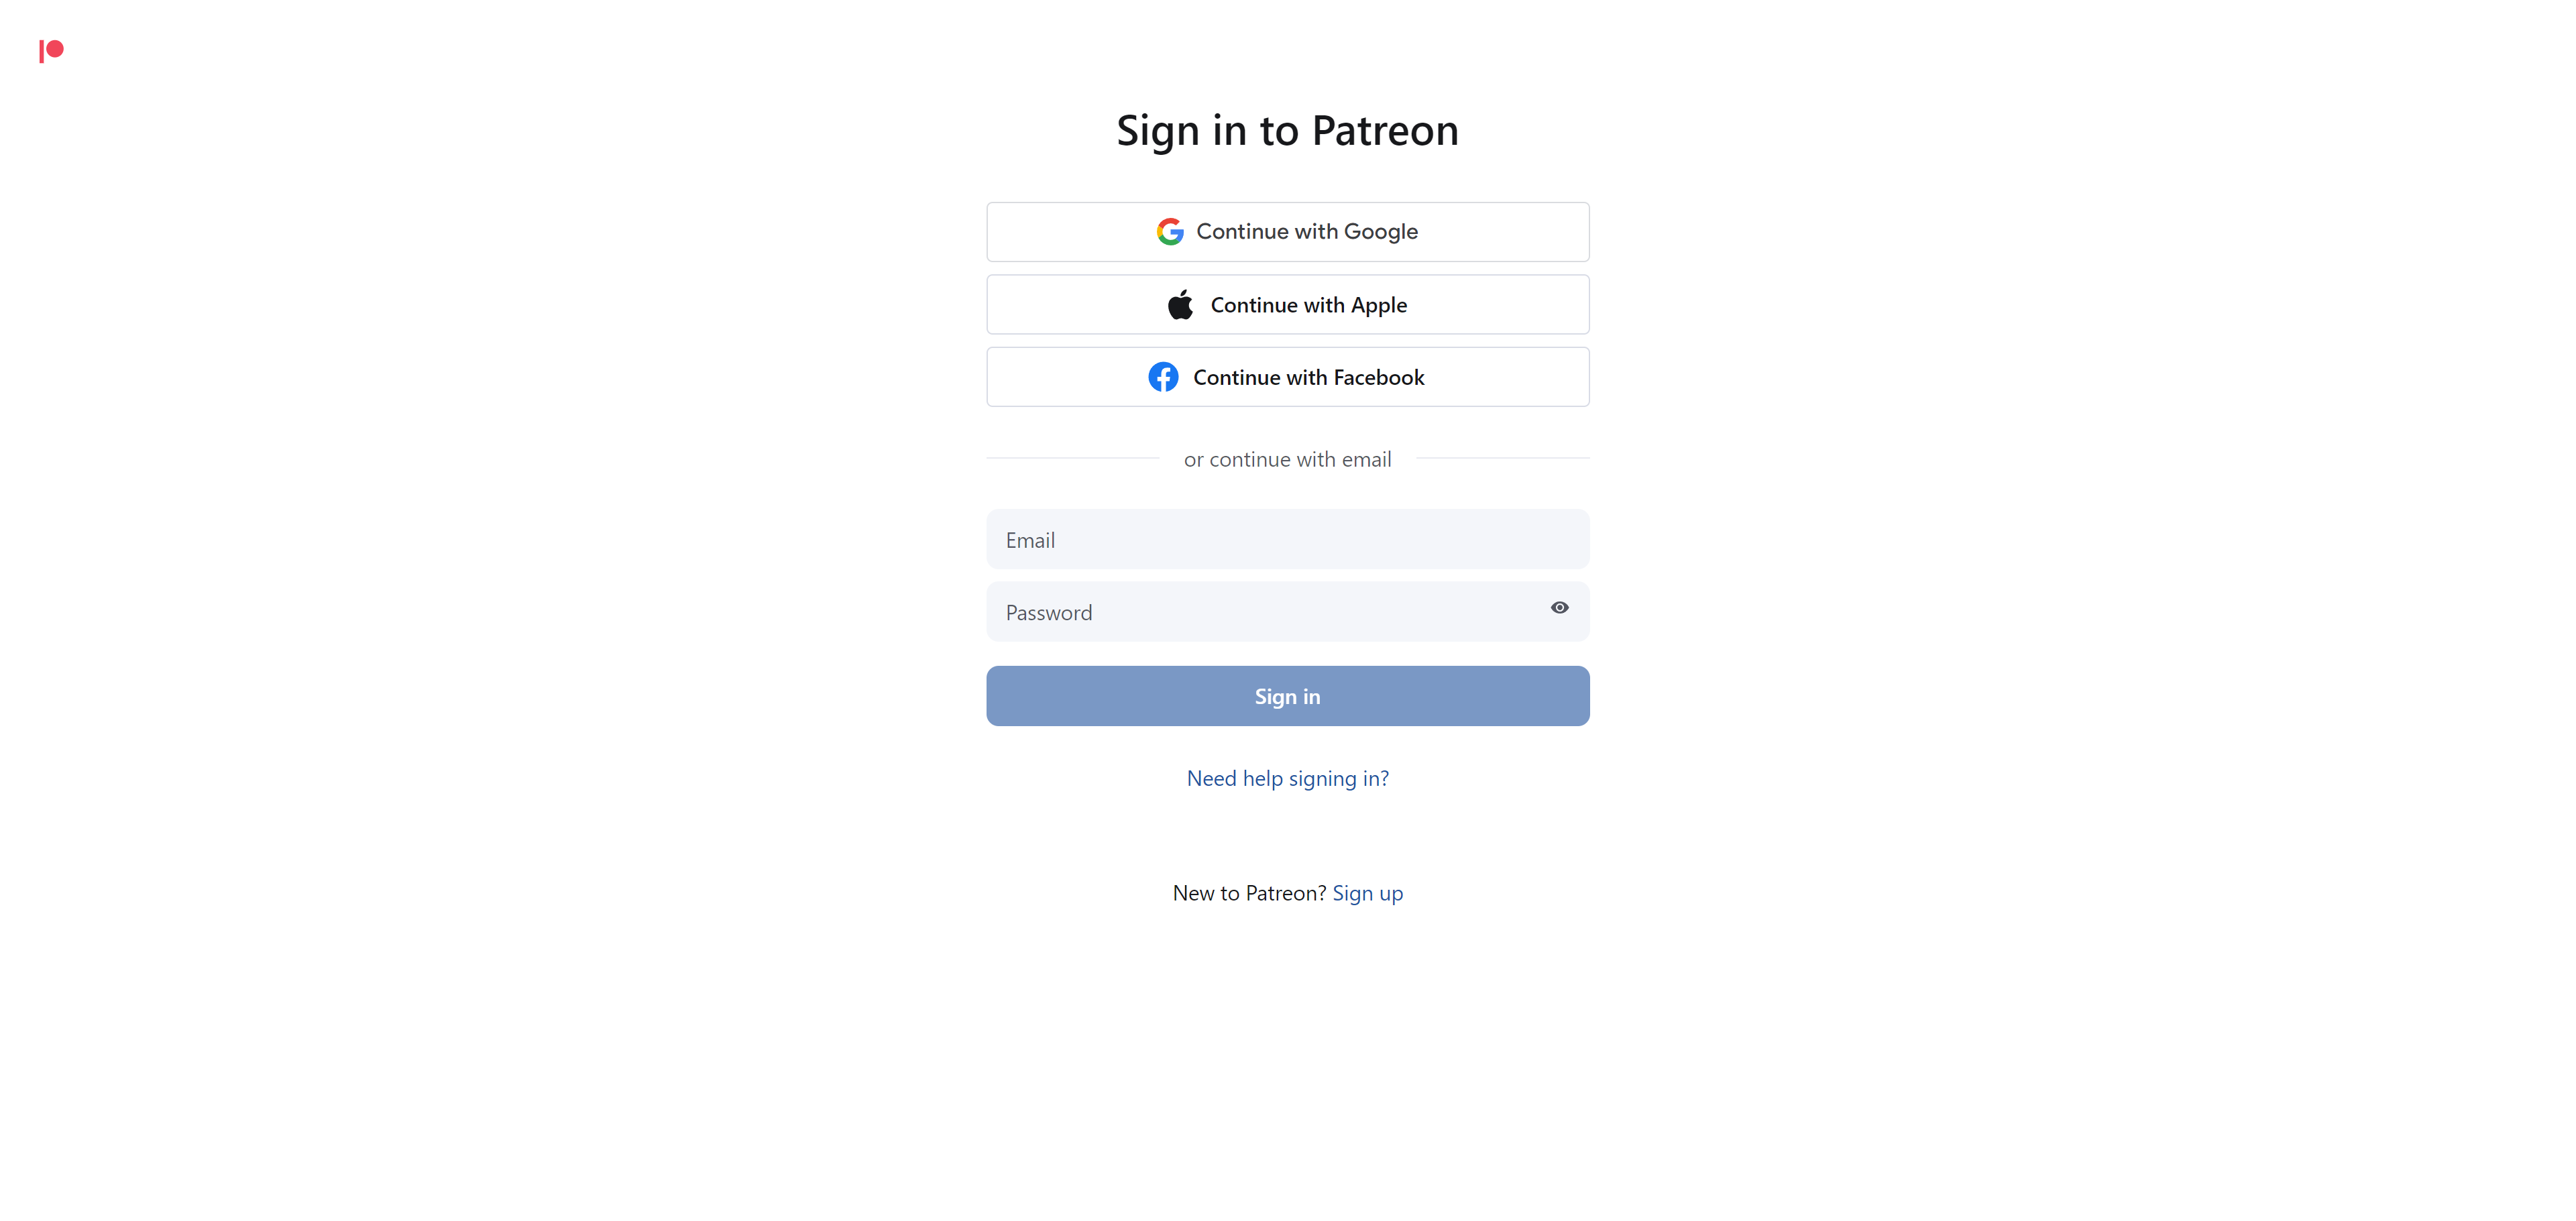 Sign in to Patreon
Continue with Google
Continue with Apple
Continue with Facebook
or continue with email
Email
Password
Sign in
Need help signing in?
New to Patreon? Sign up